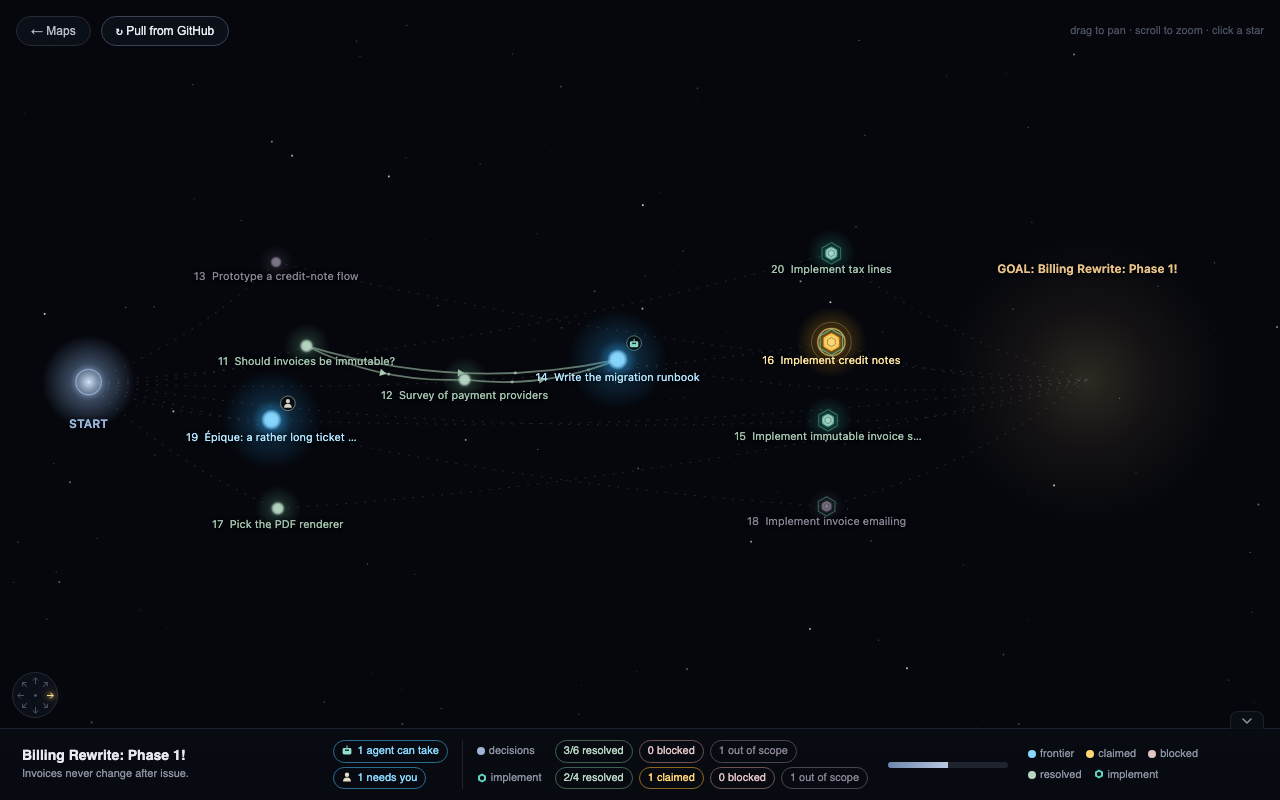 ← Maps
↻ Pull from GitHub
drag to pan · scroll to zoom · click a star
20 Implement tax lines
GOAL: Billing Rewrite: Phase 1!
13 Prototype a credit-note flow
11 Should invoices be immutable?
16 Implement credit notes
14 Write the migration runbook
12 Survey of payment providers
START
19 Épique: a rather long ticket ...
15 Implement immutable invoice s...
17 Pick the PDF renderer
18 Implement invoice emailing
Billing Rewrite: Phase 1!
Invoices never change after issue.
1 agent can take
1 needs you
decisions 3/6 resolved 0 blocked 1 out of scope
implement 2/4 resolved 1 claimed 0 blocked 1 out of scope
frontier claimed blocked
resolved implement